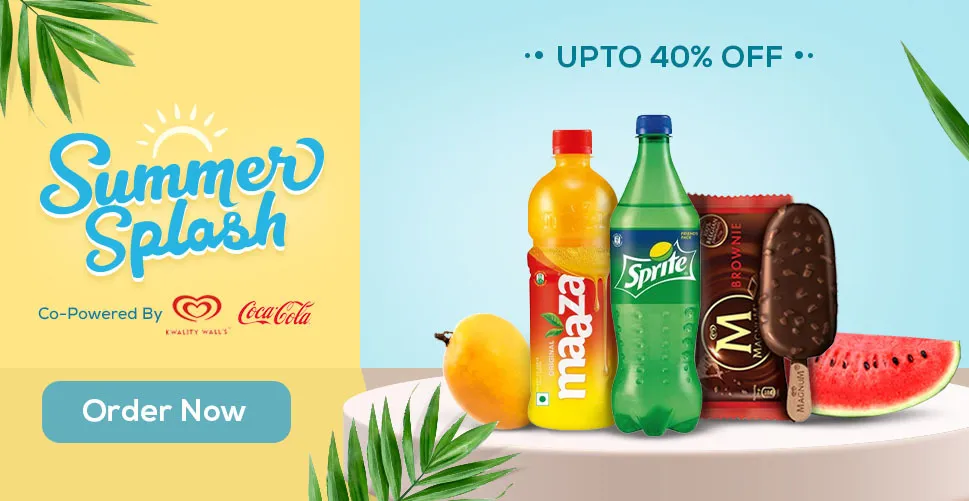 Summer
Splash
Co-Powered By
KWALITY WALL'S
Coca-Cola
Order Now
UPTO 40% OFF
ORIGINAL
maaza
Sprite
BROWNIE
M
MAGNUM